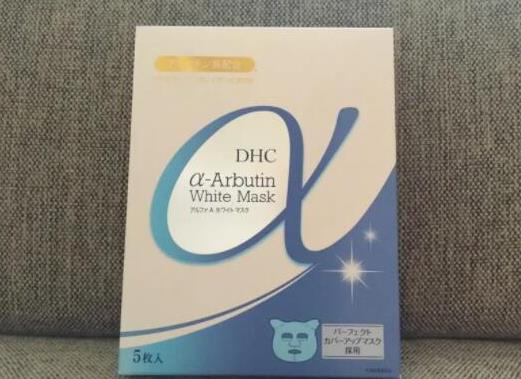 DHC
α-Arbutin
White Mask
アルファA ホワイトマスク
5枚入
パーフェクト
カバーアップマスク
採用